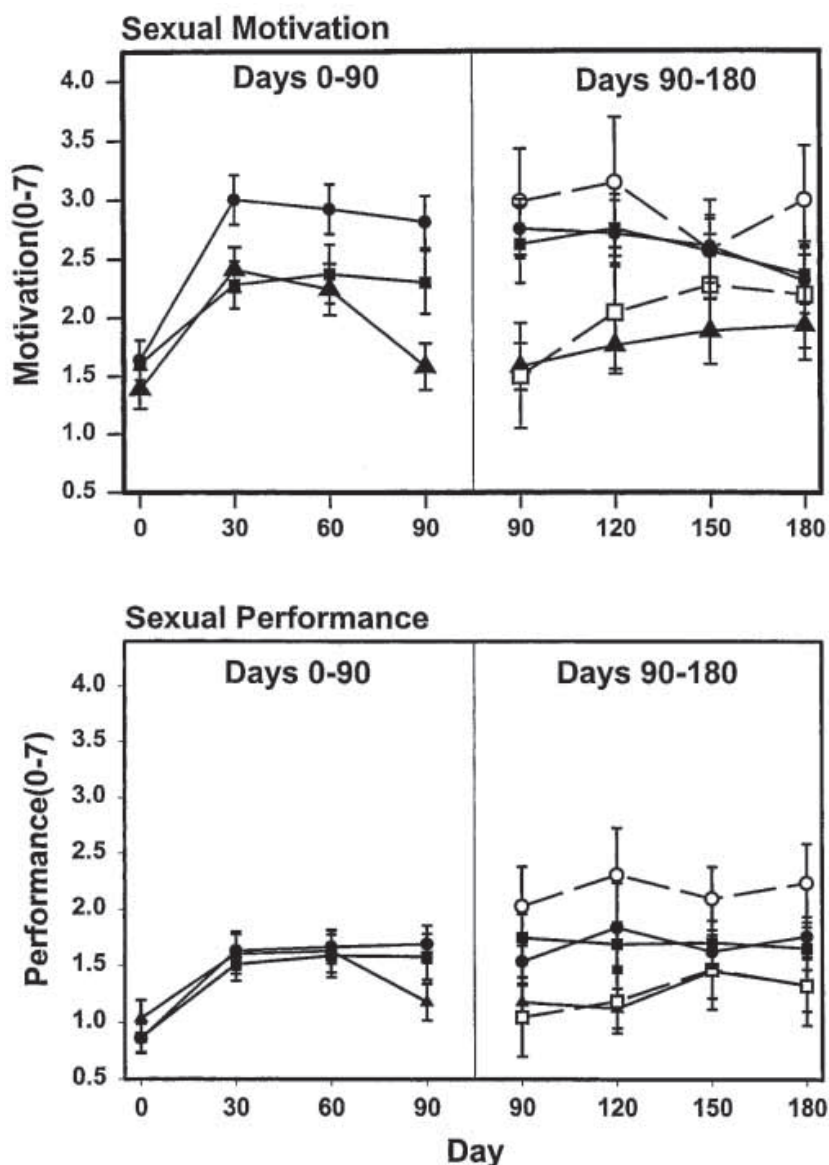 Sexual Motivation
Days 0-90
Days 90-180
Motivation(0-7)
4.0
3.5
3.0
2.5
2.0
1.5
1.0
0.5
0 30 60 90
90 120 150 180
Sexual Performance
Days 0-90
Days 90-180
Performance(0-7)
4.0
3.5
3.0
2.5
2.0
1.5
1.0
0.5
0 30 60 90
90 120 150 180
Day